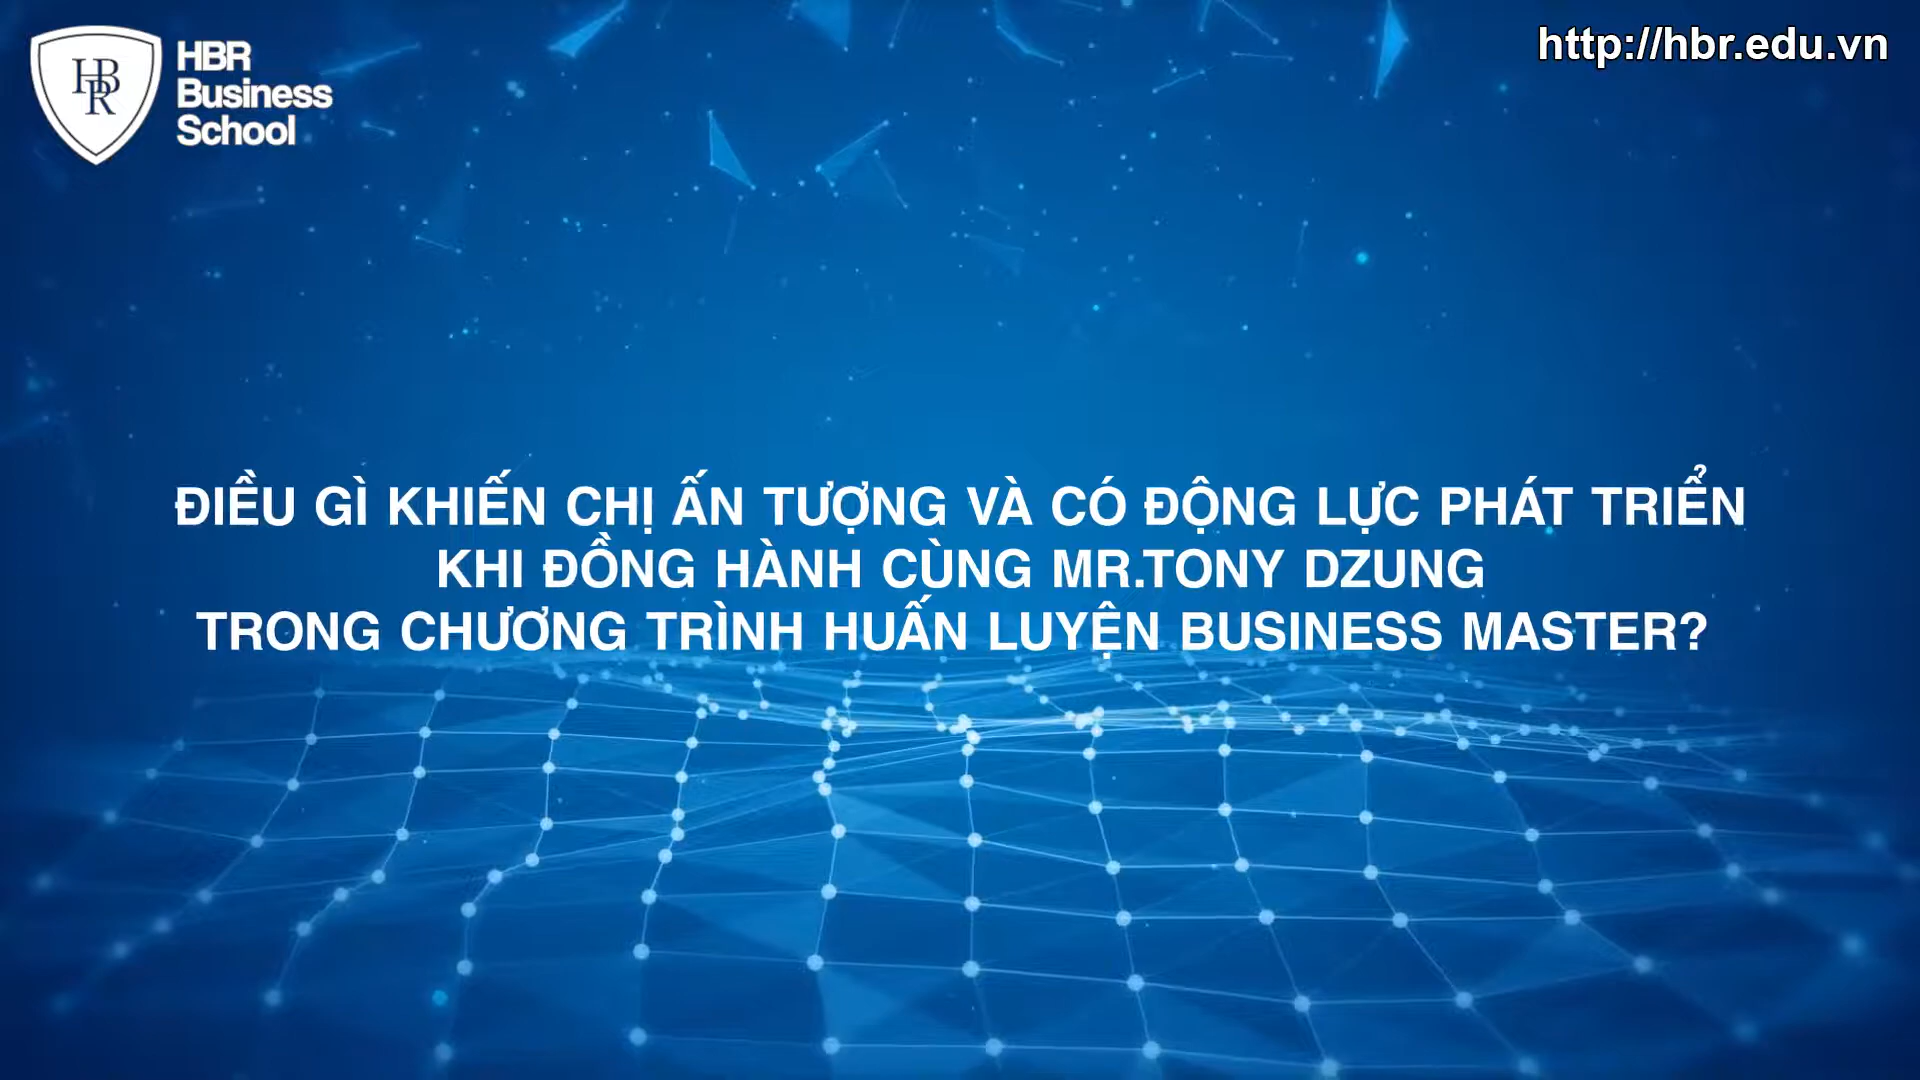 HBR
Business
School
HBR
http://hbr.edu.vn
ĐIỀU GÌ KHIẾN CHỊ ẤN TƯỢNG VÀ CÓ ĐỘNG LỰC PHÁT TRIỂN
KHI ĐỒNG HÀNH CÙNG MR.TONY DZUNG
TRONG CHƯƠNG TRÌNH HUẤN LUYỆN BUSINESS MASTER?